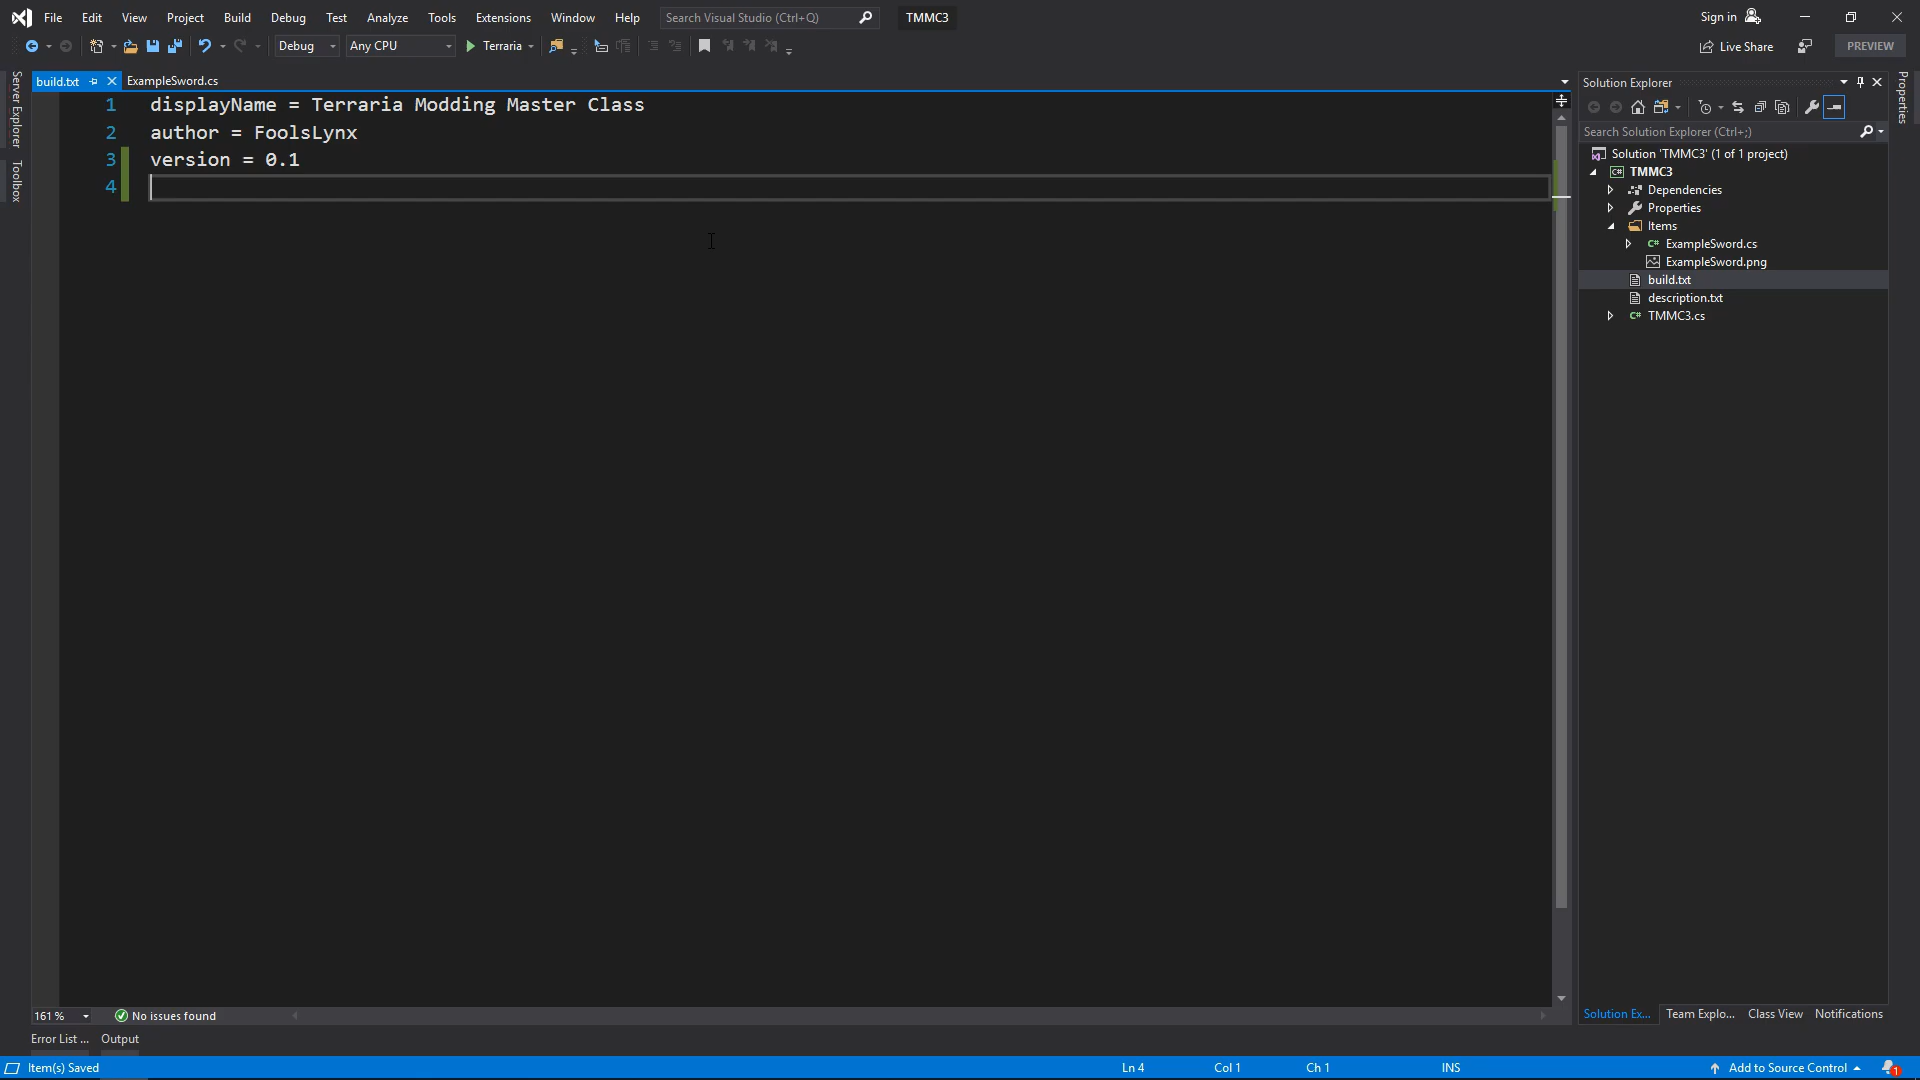 File Edit View Project Build Debug Test Analyze Tools Extensions Window Help Search Visual Studio (Ctrl+Q) TMMC3 Sign in
Debug Any CPU Terraria Live Share PREVIEW
build.txt ExampleSword.cs
Server Explorer
Toolbox
1 displayName = Terraria Modding Master Class
2 author = FoolsLynx
3 version = 0.1
4
Solution Explorer
Search Solution Explorer (Ctrl+;)
Solution 'TMMC3' (1 of 1 project)
C# TMMC3
Dependencies
Properties
Items
C# ExampleSword.cs
ExampleSword.png
build.txt
description.txt
C# TMMC3.cs
Properties
161 % No issues found
Solution Ex... Team Explo... Class View Notifications
Error List ... Output
Item(s) Saved Ln 4 Col 1 Ch 1 INS Add to Source Control 1